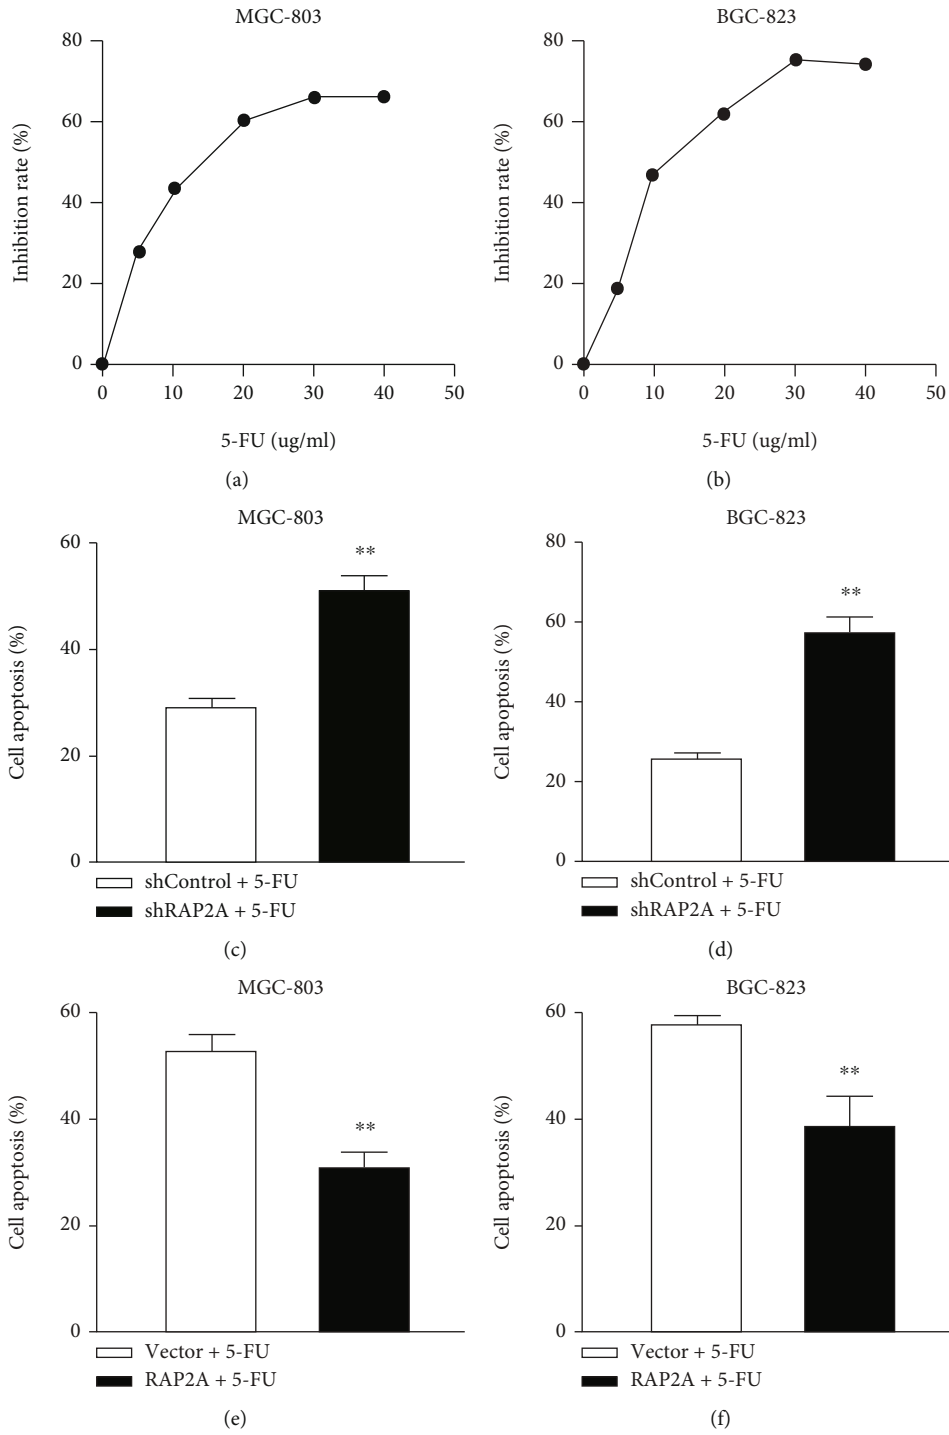 MGC-803
80
60
40
20
0
Inhibition rate (%)
0 10 20 30 40 50
5-FU (ug/ml)
(a)
BGC-823
80
60
40
20
0
Inhibition rate (%)
0 10 20 30 40 50
5-FU (ug/ml)
(b)
MGC-803
60
40
20
0
Cell apoptosis (%)
**
shControl + 5-FU
shRAP2A + 5-FU
(c)
BGC-823
80
60
40
20
0
Cell apoptosis (%)
**
shControl + 5-FU
shRAP2A + 5-FU
(d)
MGC-803
60
40
20
0
Cell apoptosis (%)
**
Vector + 5-FU
RAP2A + 5-FU
(e)
BGC-823
60
40
20
0
Cell apoptosis (%)
**
Vector + 5-FU
RAP2A + 5-FU
(f)